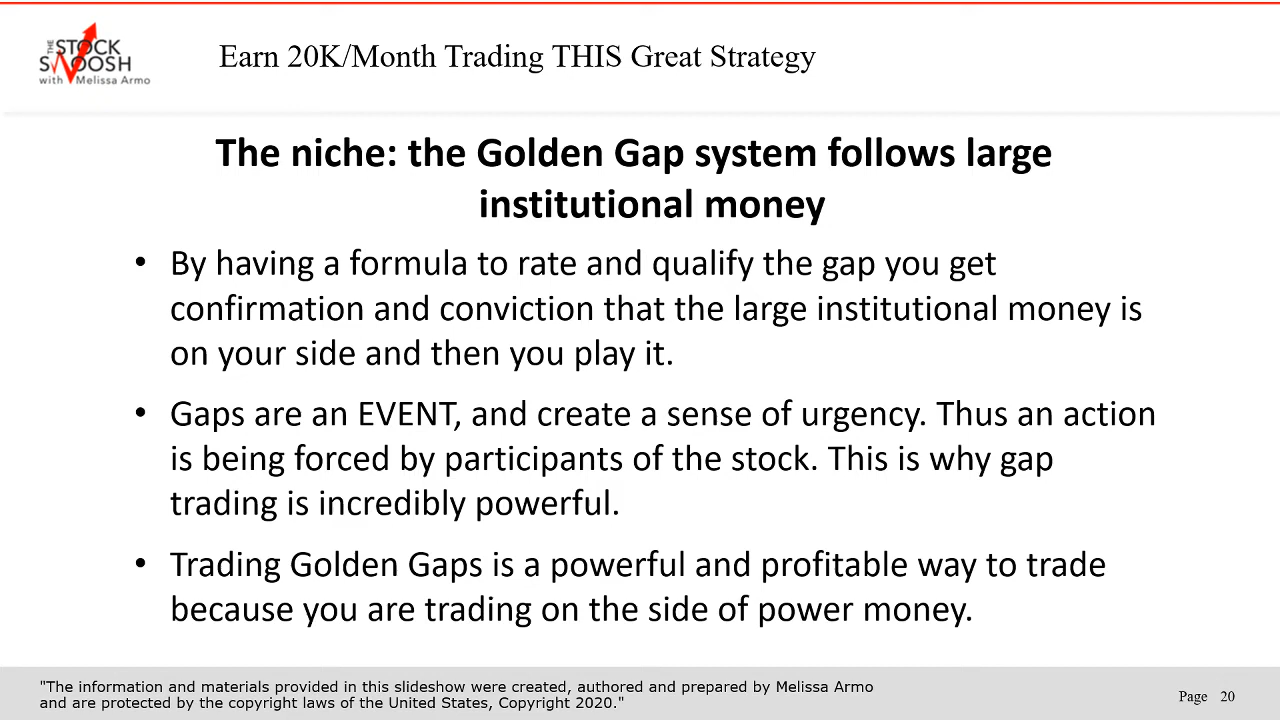 THE
STOCK
SWOOSH
with Melissa Armo
Earn 20K/Month Trading THIS Great Strategy
The niche: the Golden Gap system follows large
institutional money
• By having a formula to rate and qualify the gap you get
confirmation and conviction that the large institutional money is
on your side and then you play it.
• Gaps are an EVENT, and create a sense of urgency. Thus an action
is being forced by participants of the stock. This is why gap
trading is incredibly powerful.
• Trading Golden Gaps is a powerful and profitable way to trade
because you are trading on the side of power money.
"The information and materials provided in this slideshow were created, authored and prepared by Melissa Armo
and are protected by the copyright laws of the United States, Copyright 2020."
Page 20